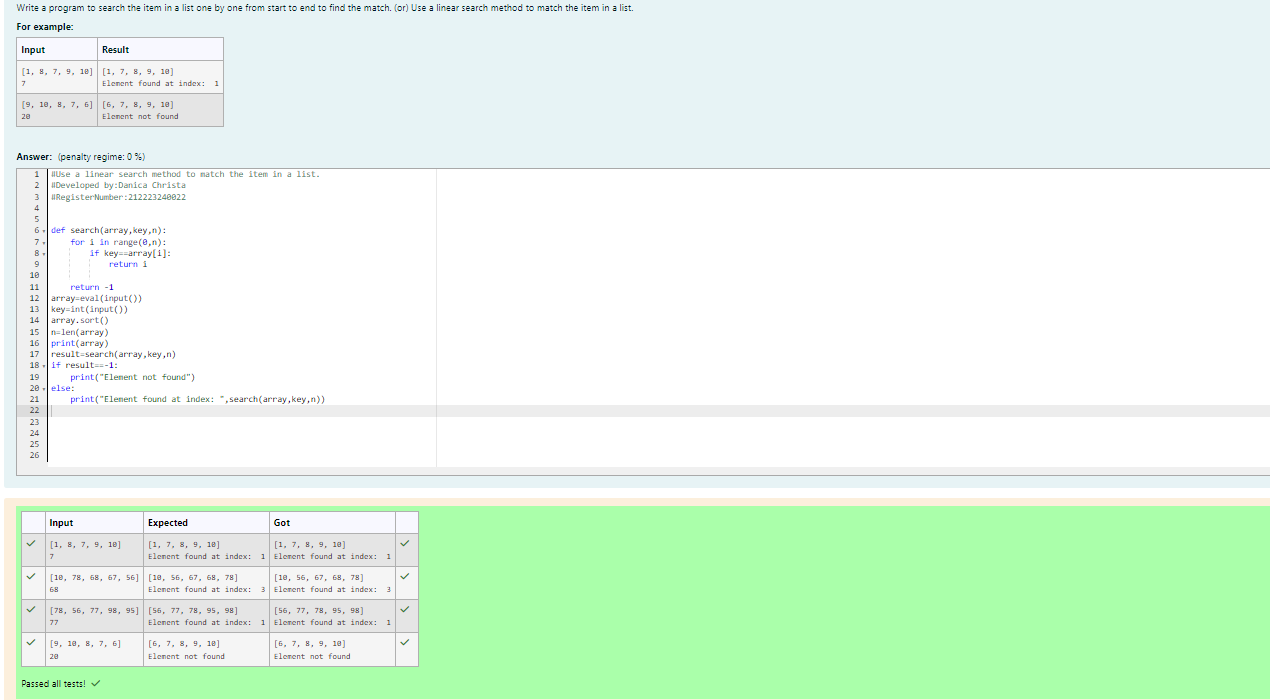 Write a program to search the item in a list one by one from start to end to find the match. (or) Use a linear search method to match the item in a list.
For example:
Input Result
[1, 8, 7, 9, 10] [1, 7, 8, 9, 10]
7 Element found at index:  1
[9, 10, 8, 7, 6] [6, 7, 8, 9, 10]
20 Element not found
Answer: (penalty regime: 0 %)
1 #Use a linear search method to match the item in a list.
2 #Developed by:Danica Christa
3 #RegisterNumber:212223240022
4
5
6 def search(array,key,n):
7     for i in range(0,n):
8         if key==array[i]:
9             return i
10
11     return -1
12 array=eval(input())
13 key=int(input())
14 array.sort()
15 n=len(array)
16 print(array)
17 result=search(array,key,n)
18 if result==-1:
19     print("Element not found")
20 else:
21     print("Element found at index: ",search(array,key,n))
22
23
24
25
26
Input Expected Got
[1, 8, 7, 9, 10] [1, 7, 8, 9, 10] [1, 7, 8, 9, 10]
7 Element found at index:  1 Element found at index:  1
[10, 78, 68, 67, 56] [10, 56, 67, 68, 78] [10, 56, 67, 68, 78]
68 Element found at index:  3 Element found at index:  3
[78, 56, 77, 98, 95] [56, 77, 78, 95, 98] [56, 77, 78, 95, 98]
77 Element found at index:  1 Element found at index:  1
[9, 10, 8, 7, 6] [6, 7, 8, 9, 10] [6, 7, 8, 9, 10]
20 Element not found Element not found
Passed all tests!